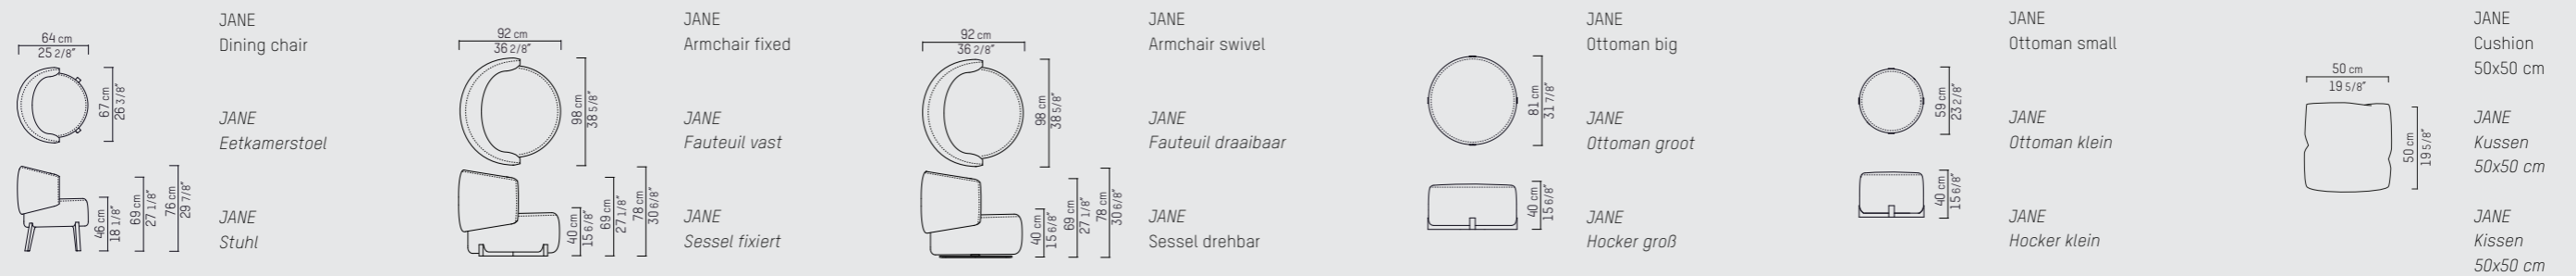 64 cm
25 2/8″
67 cm
26 3/8″
46 cm
18 1/8″
69 cm
27 1/8″
76 cm
29 7/8″
JANE
Dining chair
JANE
Eetkamerstoel
JANE
Stuhl
92 cm
36 2/8″
98 cm
38 5/8″
40 cm
15 6/8″
69 cm
27 1/8″
78 cm
30 6/8″
JANE
Armchair fixed
JANE
Fauteuil vast
JANE
Sessel fixiert
92 cm
36 2/8″
98 cm
38 5/8″
40 cm
15 6/8″
69 cm
27 1/8″
78 cm
30 6/8″
JANE
Armchair swivel
JANE
Fauteuil draaibaar
JANE
Sessel drehbar
81 cm
31 7/8″
40 cm
15 6/8″
JANE
Ottoman big
JANE
Ottoman groot
JANE
Hocker groß
59 cm
23 2/8″
40 cm
15 6/8″
JANE
Ottoman small
JANE
Ottoman klein
JANE
Hocker klein
50 cm
19 5/8″
50 cm
19 5/8″
JANE
Cushion
50x50 cm
JANE
Kussen
50x50 cm
JANE
Kissen
50x50 cm